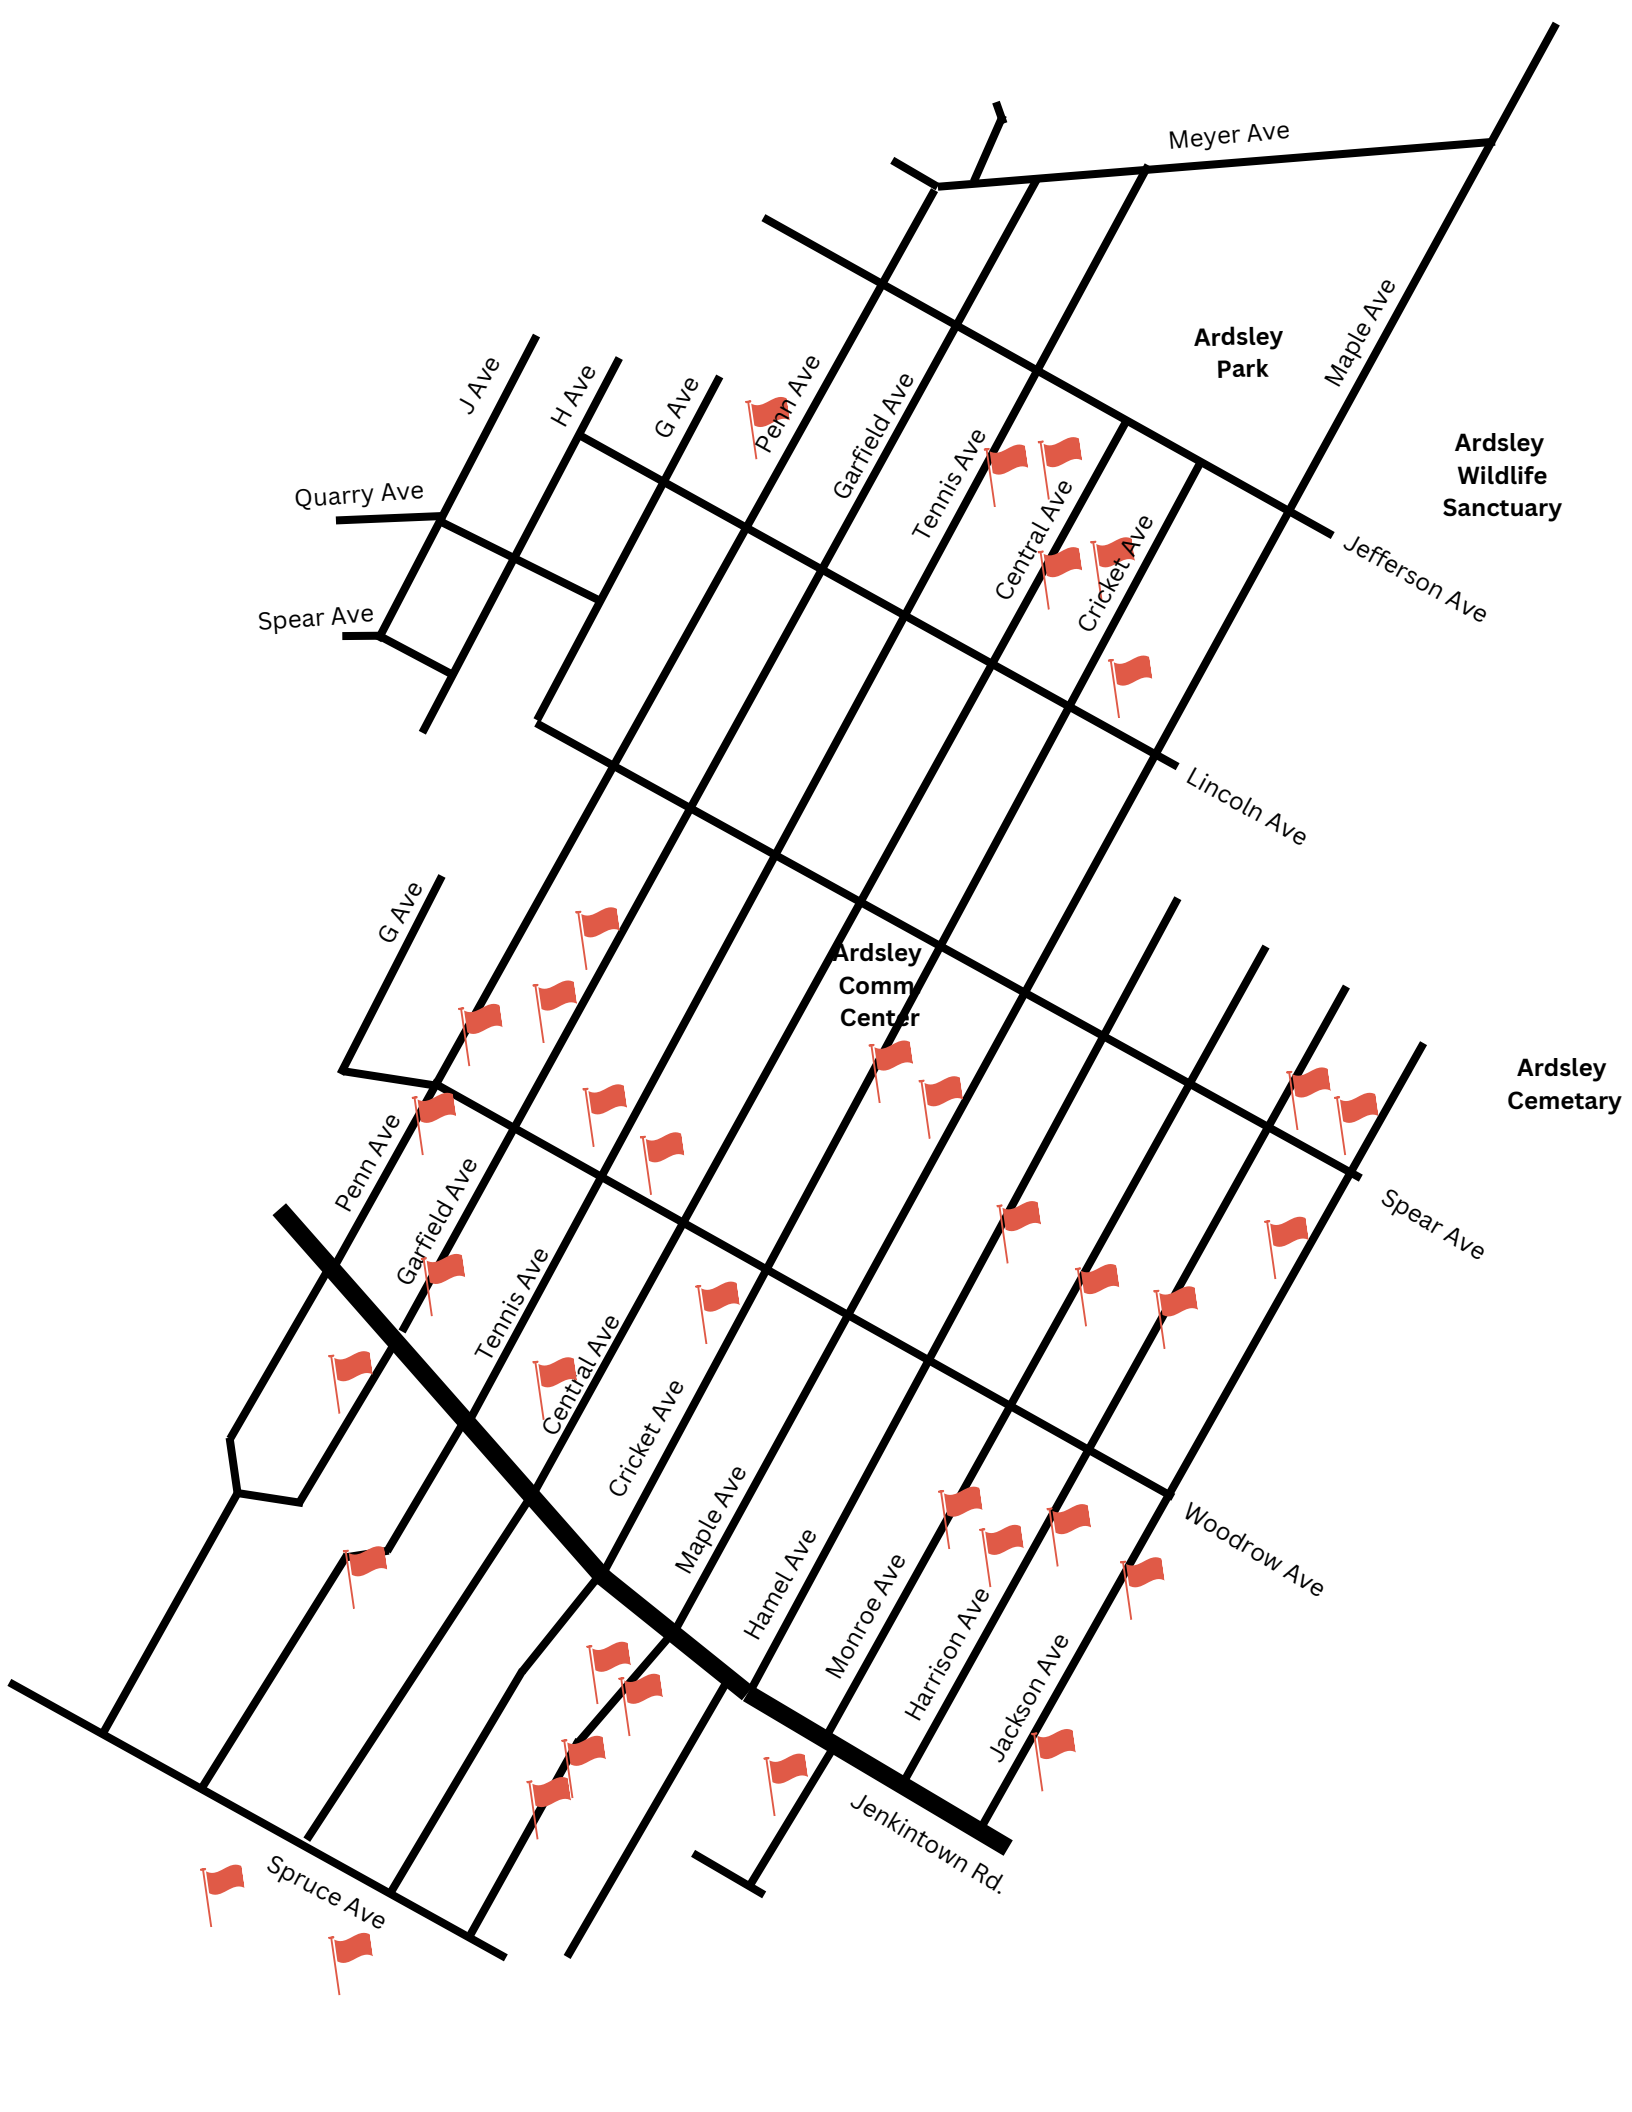 Meyer Ave
Maple Ave
Ardsley
Park
J Ave
H Ave
G Ave
Penn Ave
Garfield Ave
Tennis Ave
Central Ave
Cricket Ave
Ardsley
Wildlife
Sanctuary
Quarry Ave
Jefferson Ave
Spear Ave
Lincoln Ave
G Ave
Ardsley
Comm
Center
Ardsley
Cemetary
Penn Ave
Garfield Ave
Spear Ave
Tennis Ave
Central Ave
Cricket Ave
Maple Ave
Hamel Ave
Monroe Ave
Harrison Ave
Jackson Ave
Woodrow Ave
Jenkintown Rd.
Spruce Ave